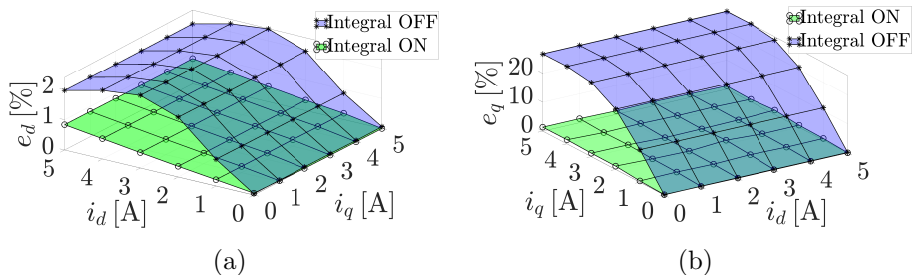 Integral OFF
Integral ON
e_d [%]
2
1
0
5
4
3
2
1
0
i_d [A]
0
1
2
3
4
5
i_q [A]
(a)
Integral ON
Integral OFF
e_q [%]
20
10
0
5
4
3
2
1
0
i_q [A]
0
1
2
3
4
5
i_d [A]
(b)